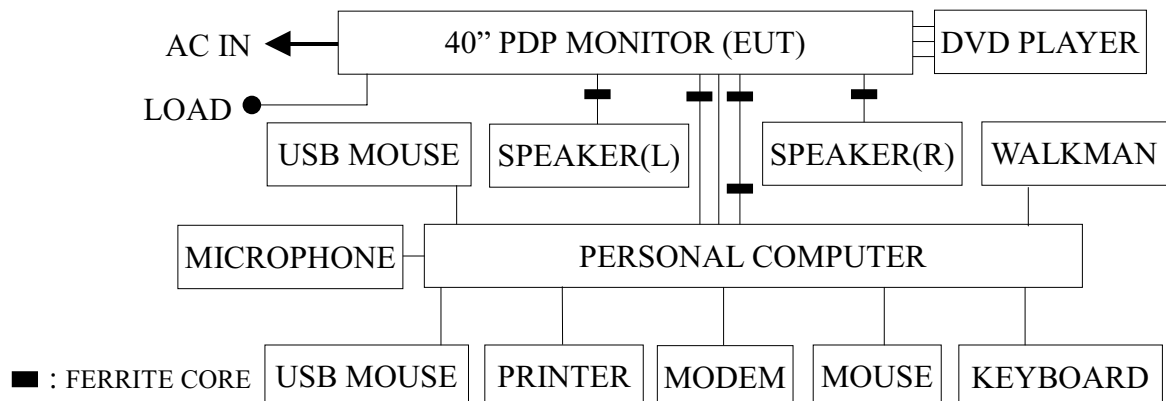 AC IN
40” PDP MONITOR (EUT)
DVD PLAYER
LOAD
USB MOUSE
SPEAKER(L)
SPEAKER(R)
WALKMAN
MICROPHONE
PERSONAL COMPUTER
: FERRITE CORE
USB MOUSE
PRINTER
MODEM
MOUSE
KEYBOARD